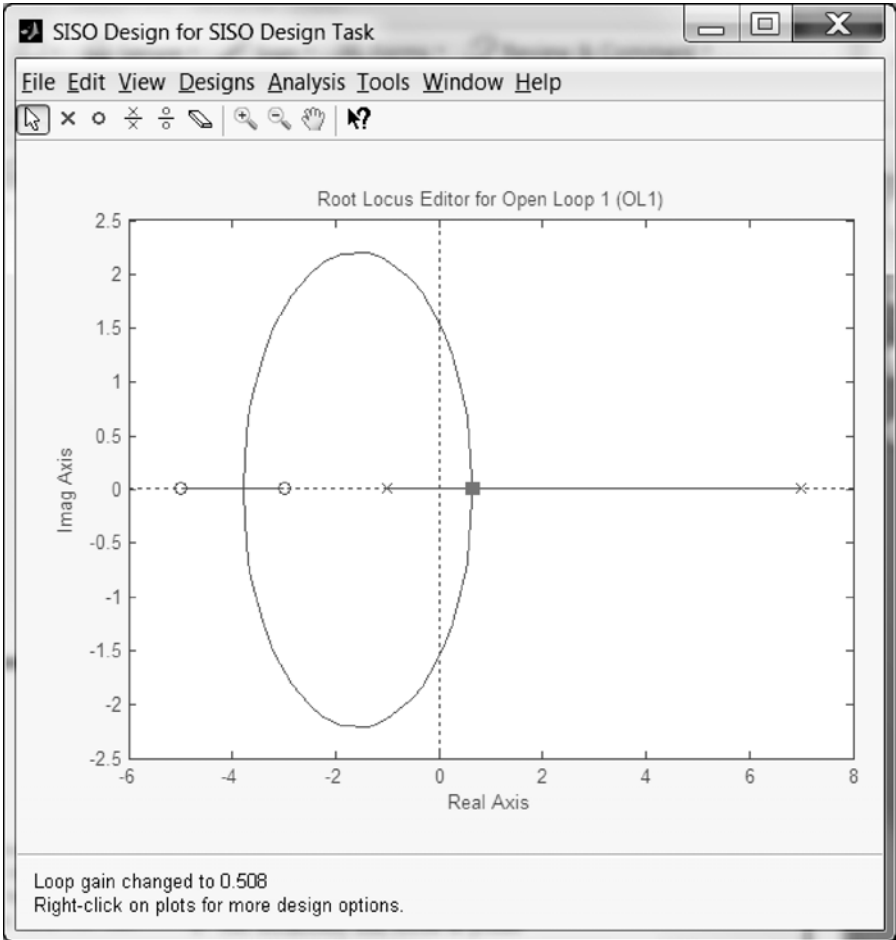 SISO Design for SISO Design Task
File Edit View Designs Analysis Tools Window Help
Root Locus Editor for Open Loop 1 (OL1)
2.5
2
1.5
1
0.5
0
-0.5
-1
-1.5
-2
-2.5
Imag Axis
-6 -4 -2 0 2 4 6 8
Real Axis
Loop gain changed to 0.508
Right-click on plots for more design options.